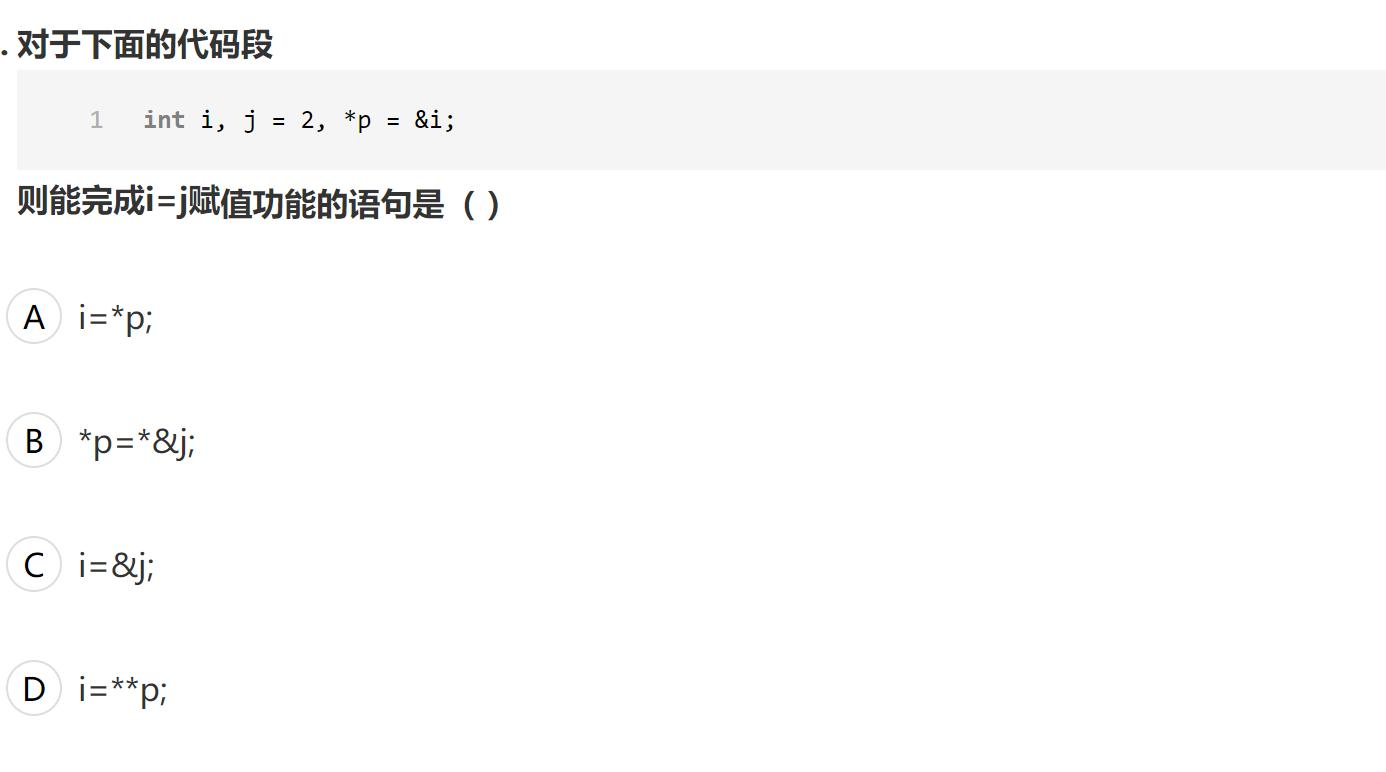 . 对于下面的代码段
1 int i, j = 2, *p = &i;
则能完成i=j赋值功能的语句是（ ）
A i=*p;
B *p=*&j;
C i=&j;
D i=**p;